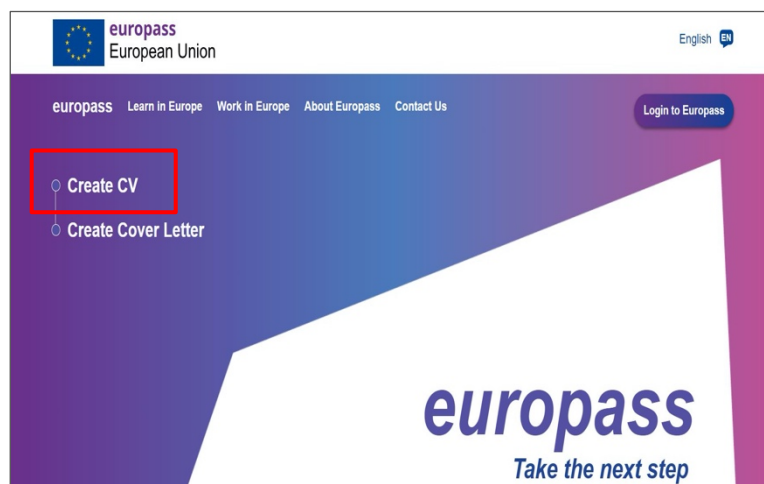 europass
European Union
English EN
europass Learn in Europe Work in Europe About Europass Contact Us
Login to Europass
Create CV
Create Cover Letter
europass
Take the next step